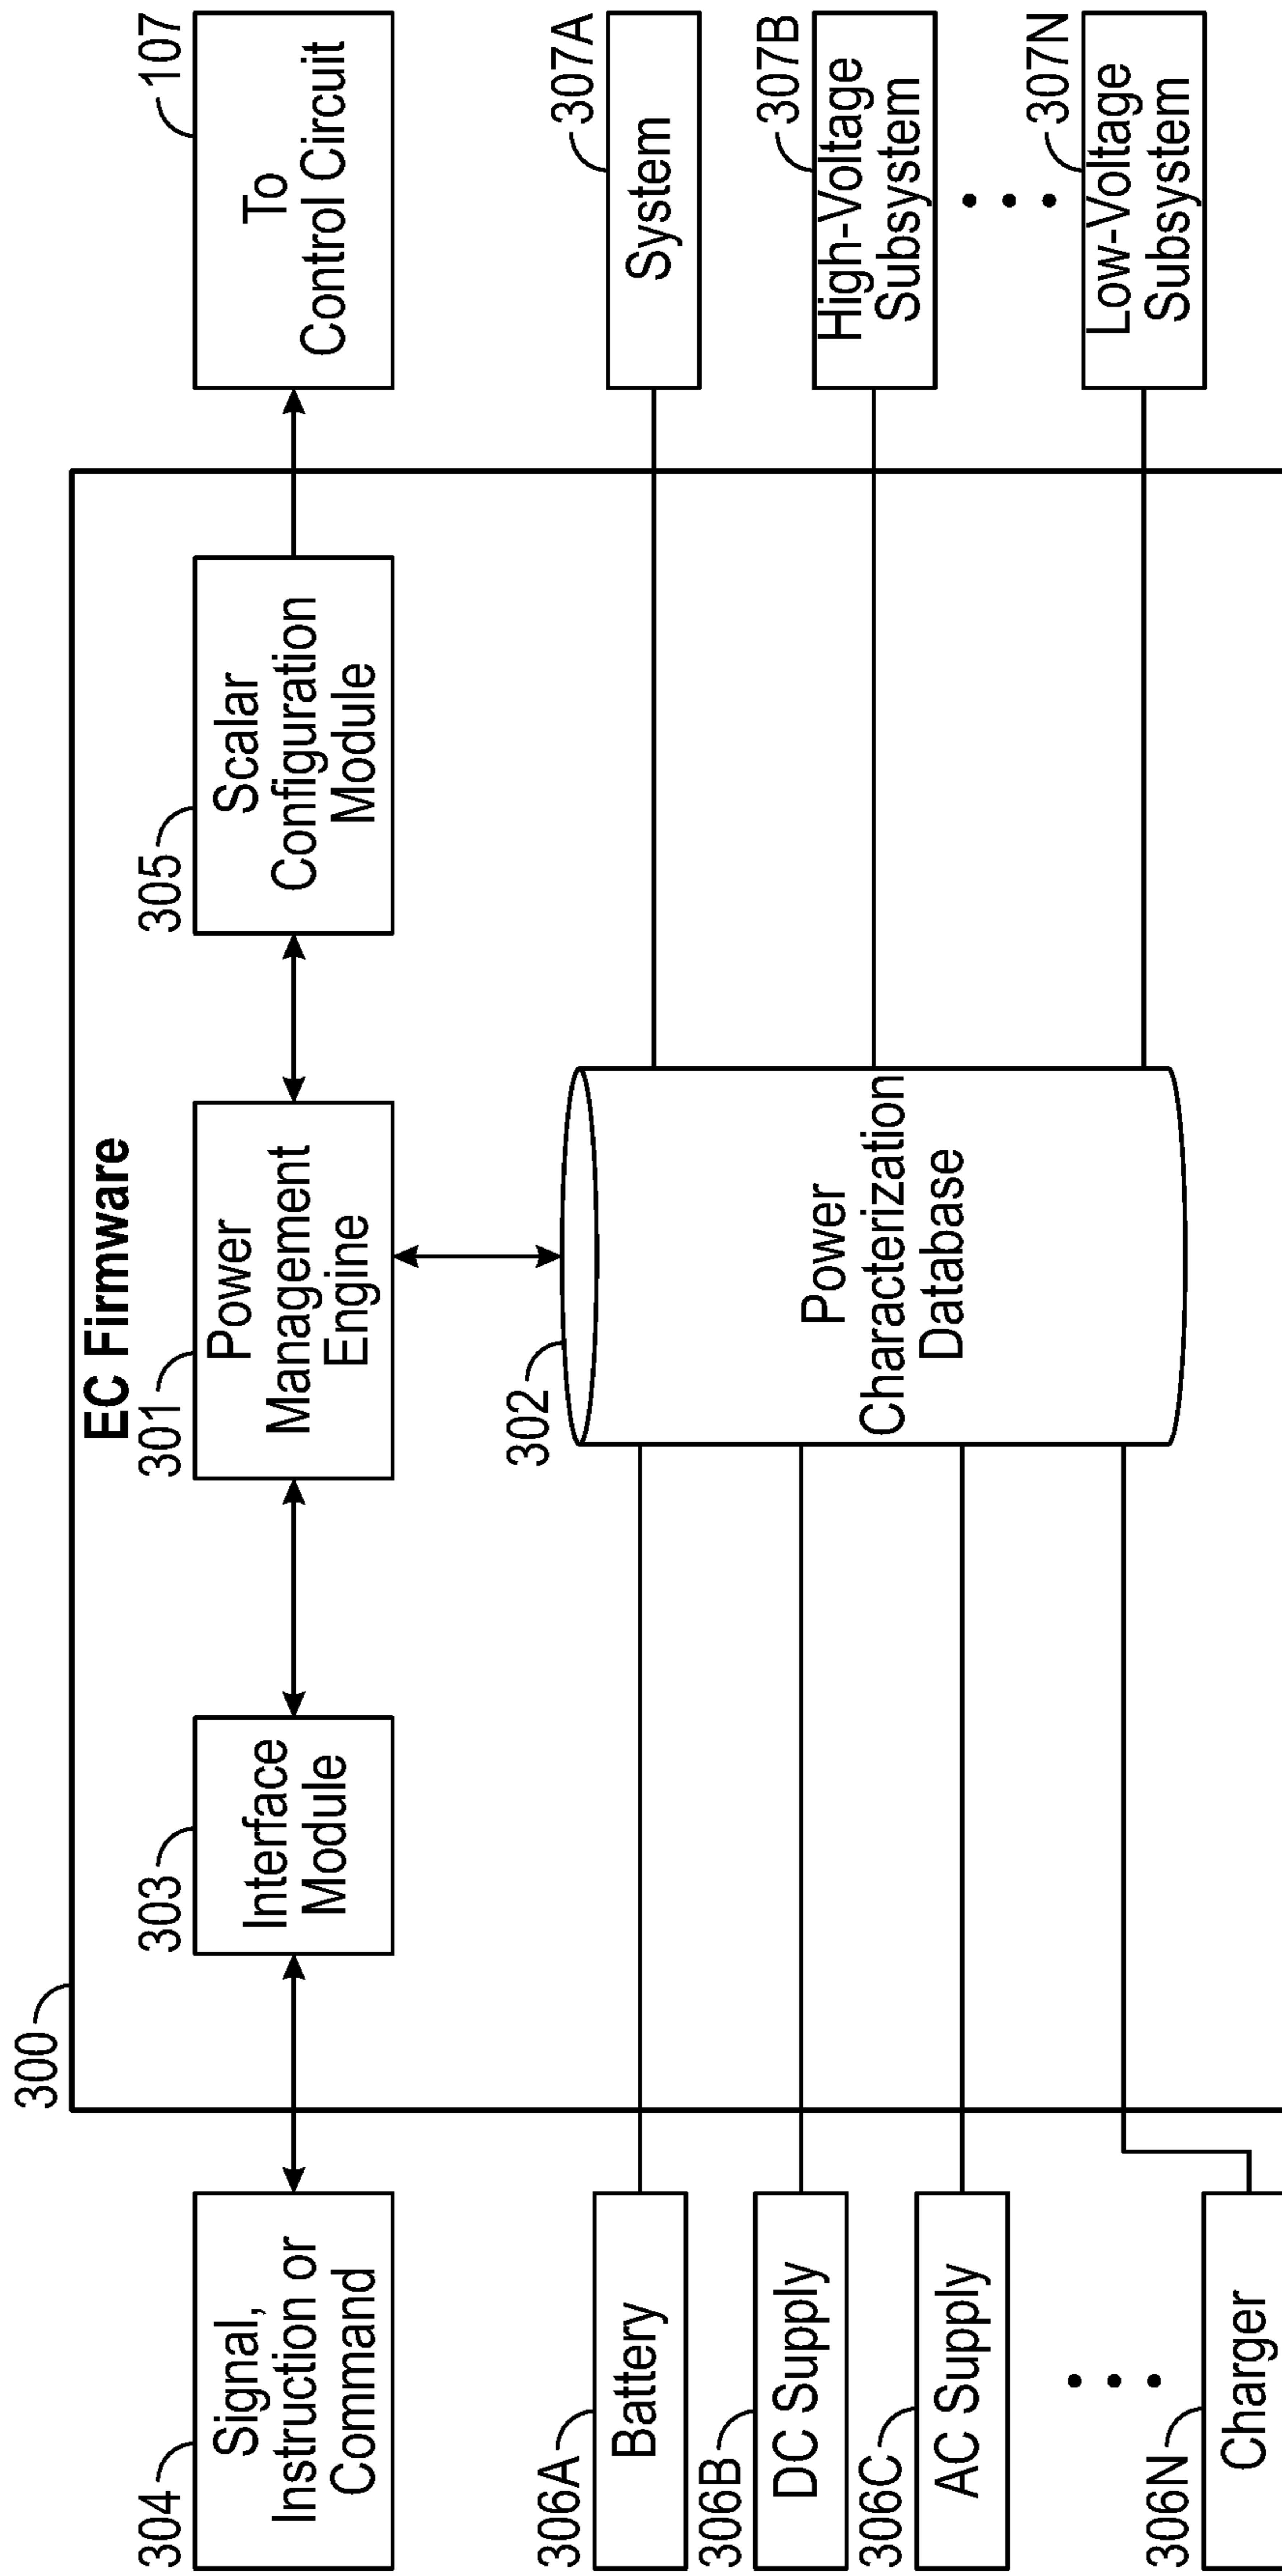 300
EC Firmware
304
Signal,
Instruction or
Command
303
Interface
Module
301
Power
Management
Engine
305
Scalar
Configuration
Module
107
To
Control Circuit
302
Power
Characterization
Database
306A
Battery
306B
DC Supply
306C
AC Supply
306N
Charger
307A
System
307B
High-Voltage
Subsystem
307N
Low-Voltage
Subsystem